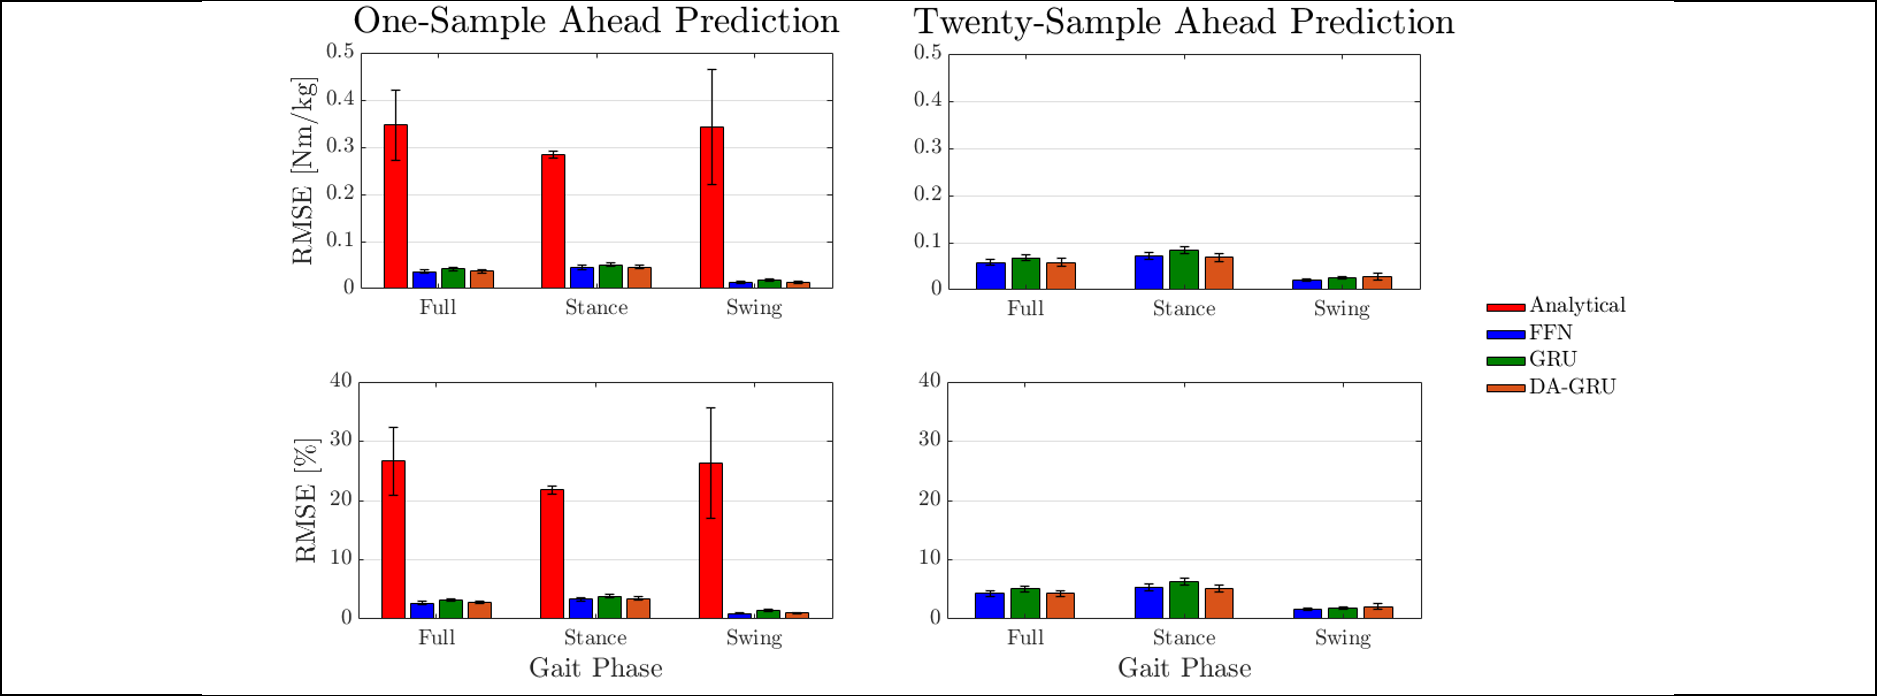 One-Sample Ahead Prediction
RMSE [Nm/kg]
0.5
0.4
0.3
0.2
0.1
0
Full Stance Swing
Twenty-Sample Ahead Prediction
0.5
0.4
0.3
0.2
0.1
0
Full Stance Swing
RMSE [%]
40
30
20
10
0
Full Stance Swing
Gait Phase
40
30
20
10
0
Full Stance Swing
Gait Phase
Analytical
FFN
GRU
DA-GRU